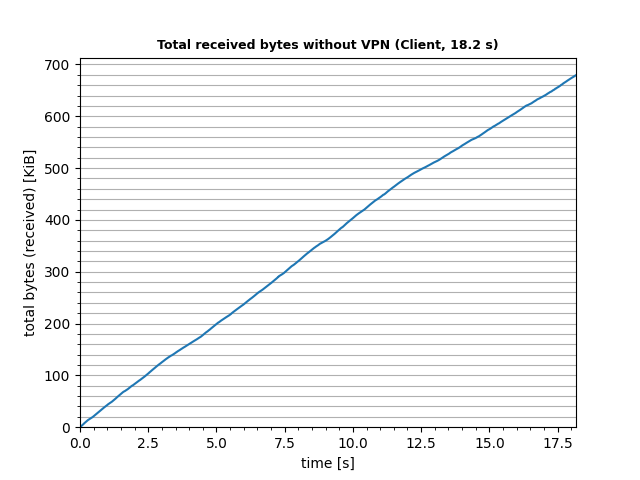 Total received bytes without VPN (Client, 18.2 s)
700
600
500
400
300
200
100
0
total bytes (received) [KiB]
0.0 2.5 5.0 7.5 10.0 12.5 15.0 17.5
time [s]